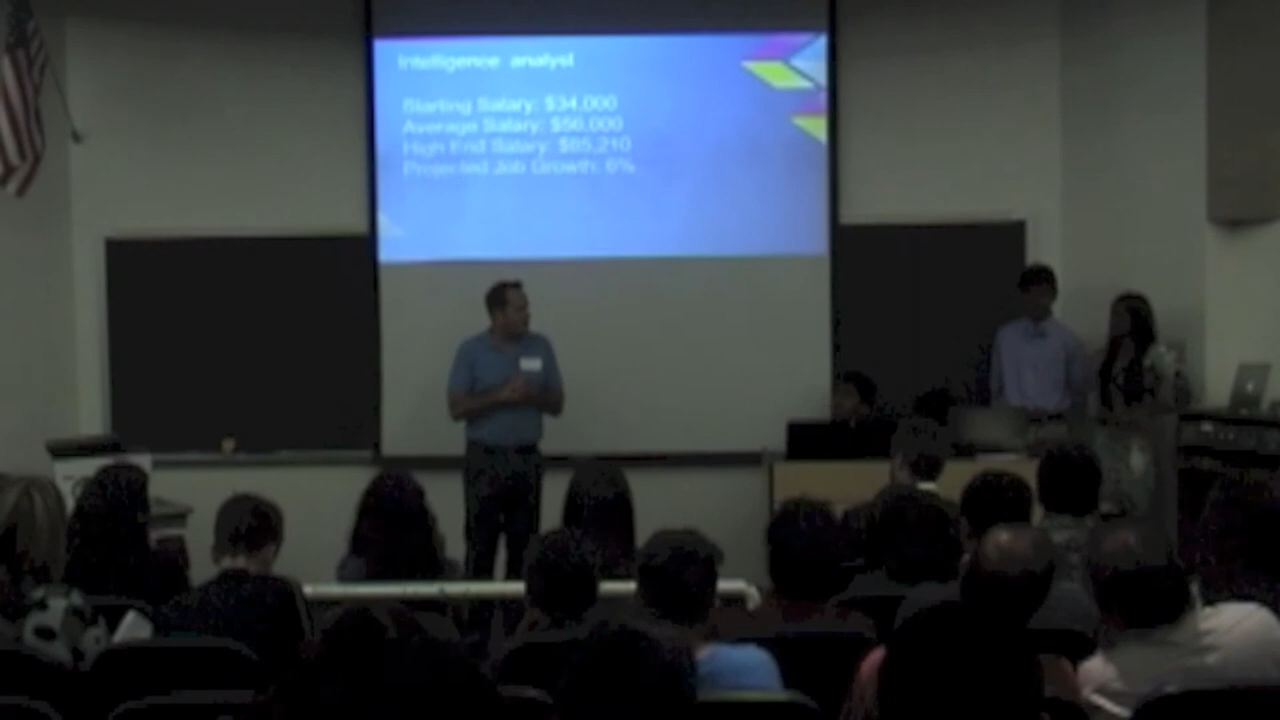 Intelligence analyst
Starting Salary: $34,000
Average Salary: $56,000
High End Salary: $85,210
Projected Job Growth: 6%